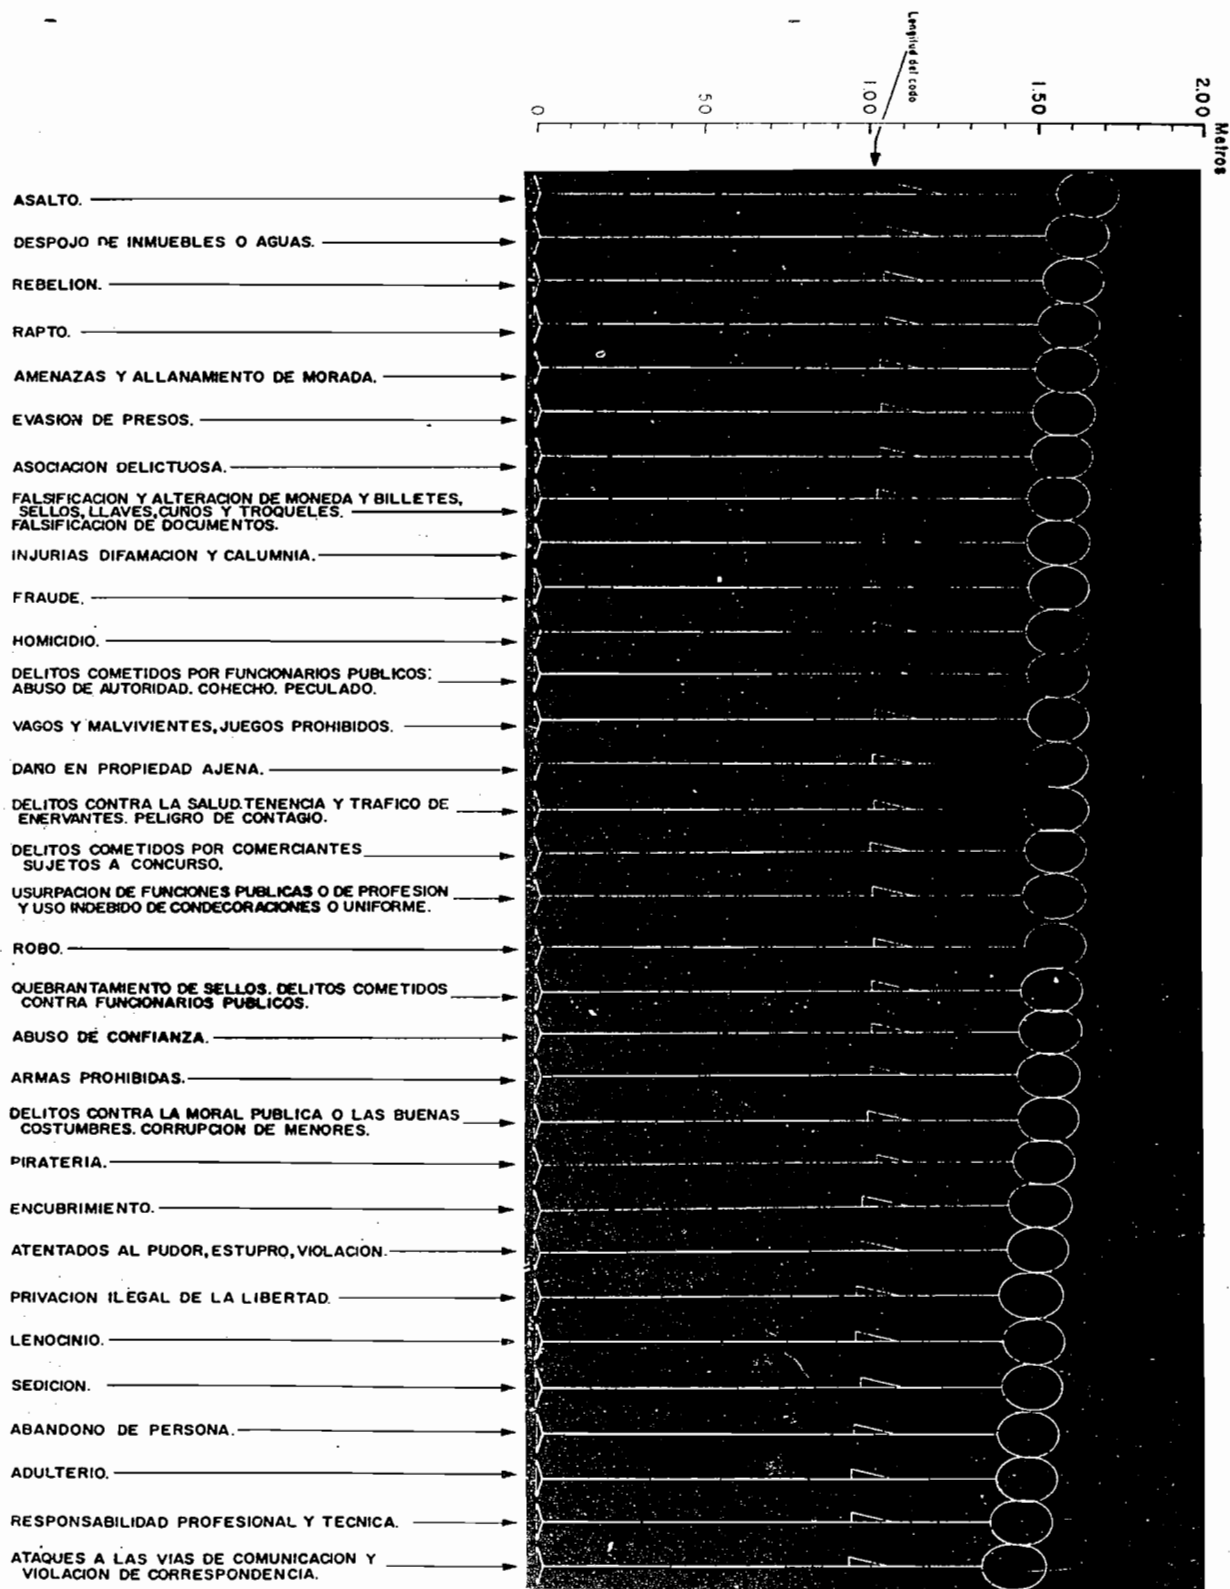 Longitud del codo
0
50
1.00
1.50
2.00
Metros
ASALTO.
DESPOJO DE INMUEBLES O AGUAS.
REBELION.
RAPTO.
AMENAZAS Y ALLANAMIENTO DE MORADA.
EVASION DE PRESOS.
ASOCIACION DELICTUOSA.
FALSIFICACION Y ALTERACION DE MONEDA Y BILLETES,
SELLOS, LLAVES, CUÑOS Y TROQUELES.
FALSIFICACION DE DOCUMENTOS.
INJURIAS DIFAMACION Y CALUMNIA.
FRAUDE.
HOMICIDIO.
DELITOS COMETIDOS POR FUNCIONARIOS PUBLICOS:
ABUSO DE AUTORIDAD. COHECHO. PECULADO.
VAGOS Y MALVIVIENTES, JUEGOS PROHIBIDOS.
DAÑO EN PROPIEDAD AJENA.
DELITOS CONTRA LA SALUD. TENENCIA Y TRAFICO DE
ENERVANTES. PELIGRO DE CONTAGIO.
DELITOS COMETIDOS POR COMERCIANTES
SUJETOS A CONCURSO.
USURPACION DE FUNCIONES PUBLICAS O DE PROFESION
Y USO INDEBIDO DE CONDECORACIONES O UNIFORME.
ROBO.
QUEBRANTAMIENTO DE SELLOS. DELITOS COMETIDOS
CONTRA FUNCIONARIOS PUBLICOS.
ABUSO DE CONFIANZA.
ARMAS PROHIBIDAS.
DELITOS CONTRA LA MORAL PUBLICA O LAS BUENAS
COSTUMBRES. CORRUPCION DE MENORES.
PIRATERIA.
ENCUBRIMIENTO.
ATENTADOS AL PUDOR, ESTUPRO, VIOLACION.
PRIVACION ILEGAL DE LA LIBERTAD.
LENOCINIO.
SEDICION.
ABANDONO DE PERSONA.
ADULTERIO.
RESPONSABILIDAD PROFESIONAL Y TECNICA.
ATAQUES A LAS VIAS DE COMUNICACION Y
VIOLACION DE CORRESPONDENCIA.